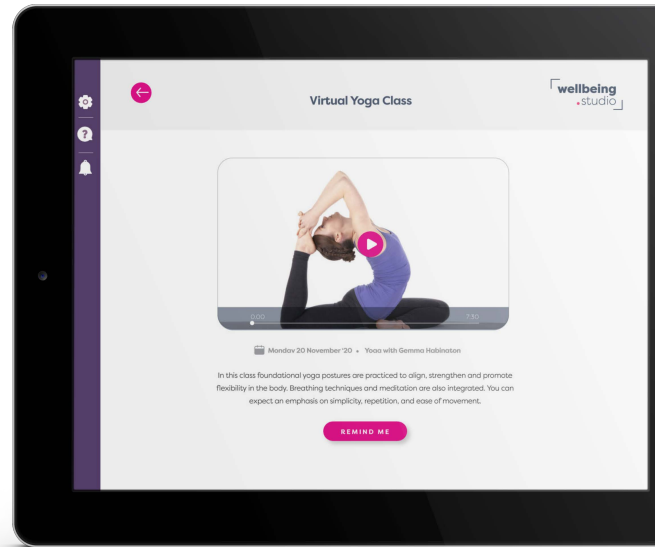 Virtual Yoga Class
wellbeing
.studio
?
0:00 7:30
Monday 20 November '20 • Yoga with Gemma Habington
In this class foundational yoga postures are practiced to align, strengthen and promote
flexibility in the body. Breathing techniques and meditation are also integrated. You can
expect an emphasis on simplicity, repetition, and ease of movement.
REMIND ME